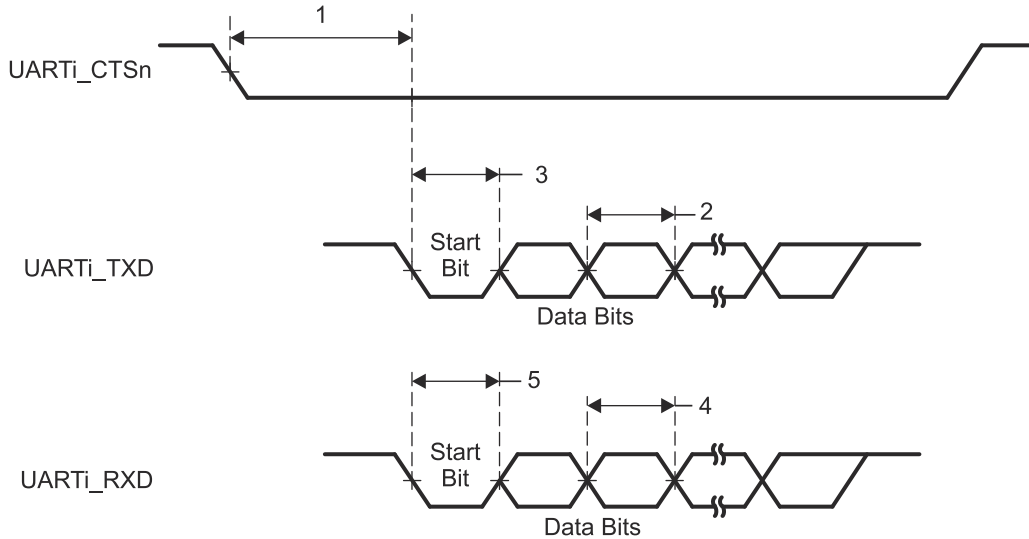 1
UARTi_CTSn
3
2
UARTi_TXD
Start
Bit
Data Bits
5
4
UARTi_RXD
Start
Bit
Data Bits